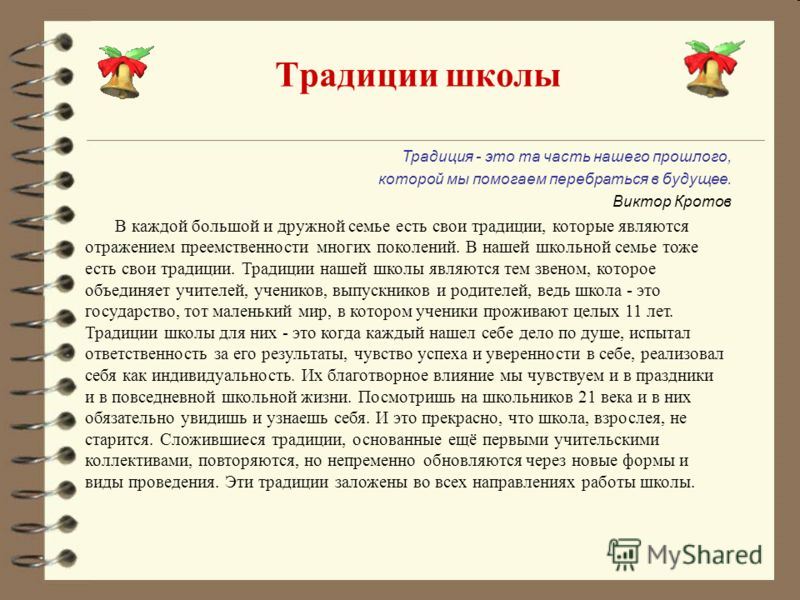 Традиции школы
Традиция - это та часть нашего прошлого,
которой мы помогаем перебраться в будущее.
Виктор Кротов
В каждой большой и дружной семье есть свои традиции, которые являются
отражением преемственности многих поколений. В нашей школьной семье тоже
есть свои традиции. Традиции нашей школы являются тем звеном, которое
объединяет учителей, учеников, выпускников и родителей, ведь школа - это
государство, тот маленький мир, в котором ученики проживают целых 11 лет.
Традиции школы для них - это когда каждый нашел себе дело по душе, испытал
ответственность за его результаты, чувство успеха и уверенности в себе, реализовал
себя как индивидуальность. Их благотворное влияние мы чувствуем и в праздники
и в повседневной школьной жизни. Посмотришь на школьников 21 века и в них
обязательно увидишь и узнаешь себя. И это прекрасно, что школа, взрослея, не
старится. Сложившиеся традиции, основанные ещё первыми учительскими
коллективами, повторяются, но непременно обновляются через новые формы и
виды проведения. Эти традиции заложены во всех направлениях работы школы.
MyShared